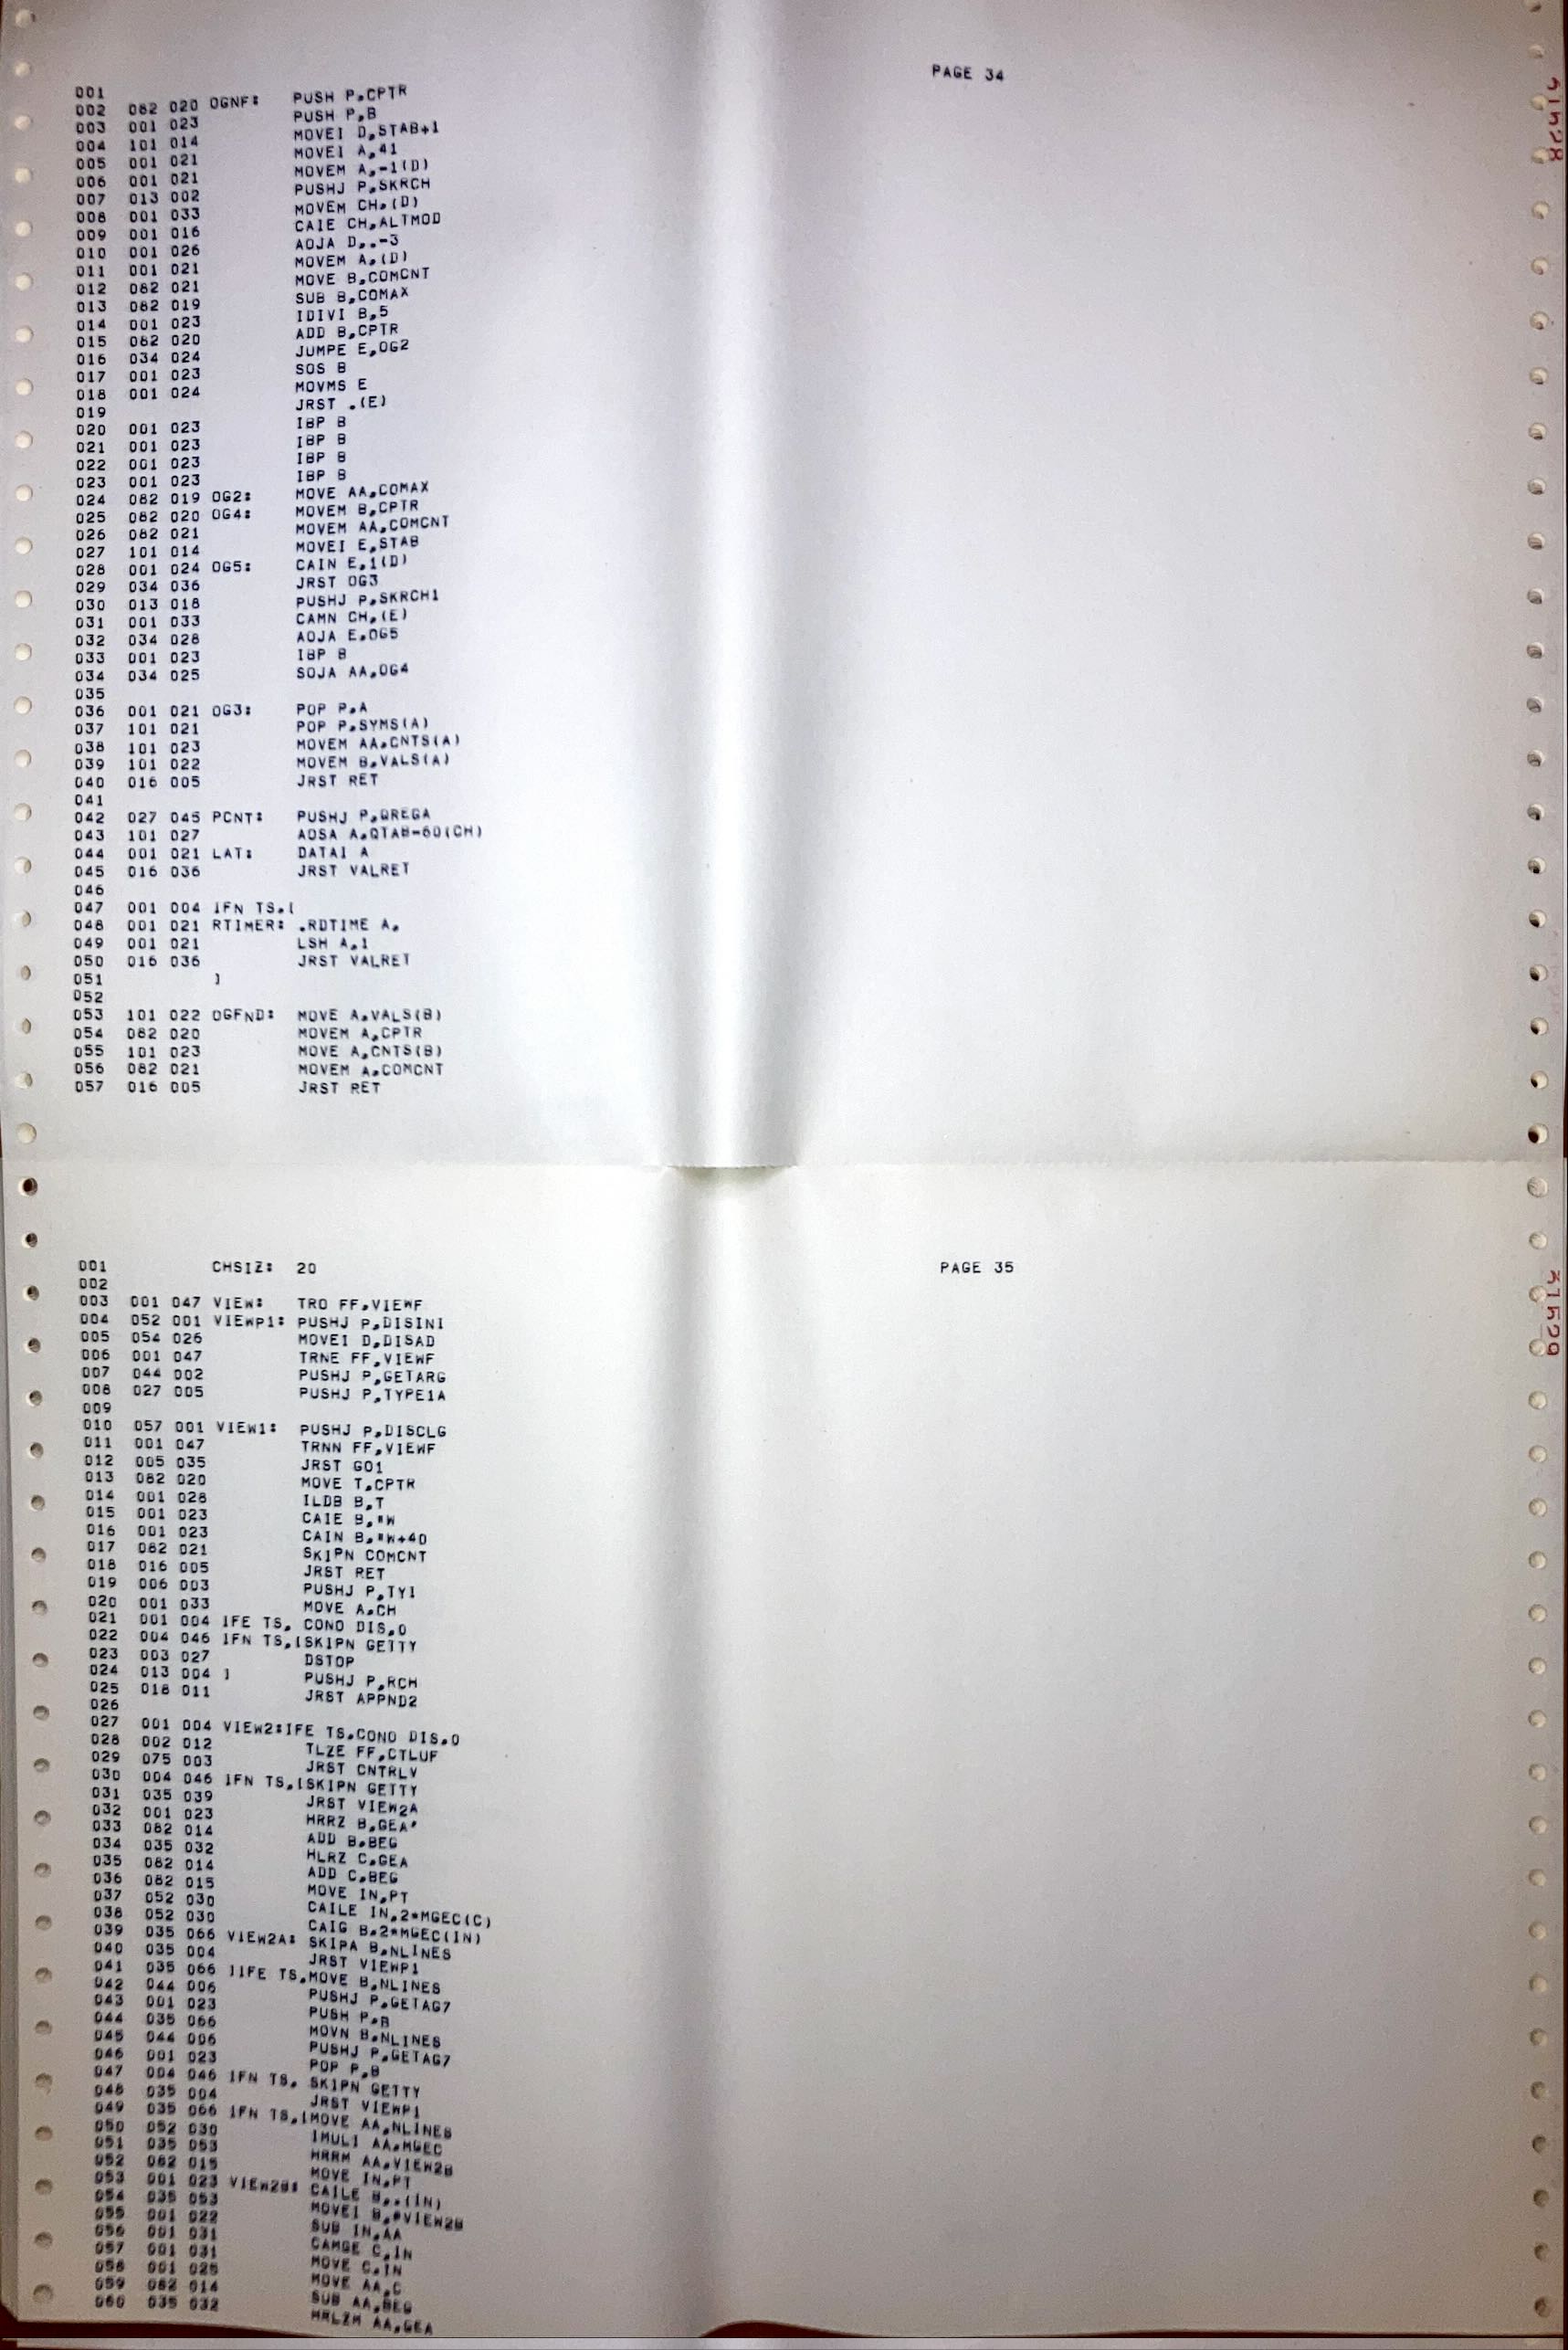 PAGE 34
001
002 082 020 OGNF: PUSH P,CPTR
003 001 023 PUSH P,B
004 101 014 MOVEI D,STAB+1
005 001 021 MOVEI A,41
006 001 021 MOVEM A,-1(D)
007 013 002 PUSHJ P,SKRCH
008 001 033 MOVEM CH,(D)
009 001 016 CAIE CH,ALTMOD
010 001 026 AOJA D,.-3
011 001 021 MOVEM A,(D)
012 082 021 MOVE B,COMCNT
013 082 019 SUB B,COMAX
014 001 023 IDIVI B,5
015 082 020 ADD B,CPTR
016 034 024 JUMPE E,OG2
017 001 023 SOS B
018 001 024 MOVMS E
019 JRST .(E)
020 001 023 IBP B
021 001 023 IBP B
022 001 023 IBP B
023 001 023 IBP B
024 082 019 OG2: MOVE AA,COMAX
025 082 020 OG4: MOVEM B,CPTR
026 082 021 MOVEM AA,COMCNT
027 101 014 MOVEI E,STAB
028 001 024 OG5: CAIN E,1(D)
029 034 036 JRST OG3
030 013 018 PUSHJ P,SKRCH1
031 001 033 CAMN CH,(E)
032 034 028 AOJA E,OG5
033 001 023 IBP B
034 034 025 SOJA AA,OG4
035
036 001 021 OG3: POP P,A
037 101 021 POP P,SYMS(A)
038 101 023 MOVEM AA,CNTS(A)
039 101 022 MOVEM B,VALS(A)
040 016 005 JRST RET
041
042 027 045 PCNT: PUSHJ P,QREGA
043 101 027 AOSA A,QTAB-60(CH)
044 001 021 LAT: DATAI A
045 016 036 JRST VALRET
046
047 001 004 IFN TS,[
048 001 021 RTIMER: .RDTIME A,
049 001 021 LSH A,1
050 016 036 JRST VALRET
051 ]
052
053 101 022 OGFND: MOVE A,VALS(B)
054 082 020 MOVEM A,CPTR
055 101 023 MOVE A,CNTS(B)
056 082 021 MOVEM A,COMCNT
057 016 005 JRST RET
001 CHSIZ: 20 PAGE 35
002
003 001 047 VIEW: TRO FF,VIEWF
004 052 001 VIEWP1: PUSHJ P,DISINI
005 054 026 MOVEI D,DISAD
006 001 047 TRNE FF,VIEWF
007 044 002 PUSHJ P,GETARG
008 027 005 PUSHJ P,TYPE1A
009
010 057 001 VIEW1: PUSHJ P,DISCLG
011 001 047 TRNN FF,VIEWF
012 005 035 JRST GO1
013 082 020 MOVE T,CPTR
014 001 028 ILDB B,T
015 001 023 CAIE B,"W
016 001 023 CAIN B,"W+40
017 082 021 SKIPN COMCNT
018 016 005 JRST RET
019 006 003 PUSHJ P,TYI
020 001 033 MOVE A,CH
021 001 004 IFE TS, CONO DIS,0
022 004 046 IFN TS,[SKIPN GETTY
023 003 027 DSTOP
024 013 004 ] PUSHJ P,RCH
025 018 011 JRST APPND2
026
027 001 004 VIEW2:IFE TS,CONO DIS,0
028 002 012 TLZE FF,CTLUF
029 075 003 JRST CNTRLV
030 004 046 IFN TS,[SKIPN GETTY
031 035 039 JRST VIEW2A
032 001 023 HRRZ B,GEA'
033 082 014 ADD B,BEG
034 035 032 HLRZ C,GEA
035 082 014 ADD C,BEG
036 082 015 MOVE IN,PT
037 052 030 CAILE IN,2*MGEC(C)
038 052 030 CAIG B,2*MGEC(IN)
039 035 066 VIEW2A: SKIPA B,NLINES
040 035 004 JRST VIEWP1
041 035 066 ]IFE TS,MOVE B,NLINES
042 044 006 PUSHJ P,GETAG7
043 001 023 PUSH P,B
044 035 066 MOVN B,NLINES
045 044 006 PUSHJ P,GETAG7
046 001 023 POP P,B
047 004 046 IFN TS, SKIPN GETTY
048 035 004 JRST VIEWP1
049 035 066 IFN TS,[MOVE AA,NLINES
050 052 030 IMULI AA,MGEC
051 035 053 HRRM AA,VIEW2B
052 082 015 MOVE IN,PT
053 001 023 VIEW2B: CAILE B,.(IN)
054 035 053 MOVEI B,@VIEW2B
055 001 022 SUB IN,AA
056 001 031 CAMGE C,IN
057 001 031 MOVE C,IN
058 001 025 MOVE AA,C
059 082 014 SUB AA,BEG
060 035 032 HRLZM AA,GEA